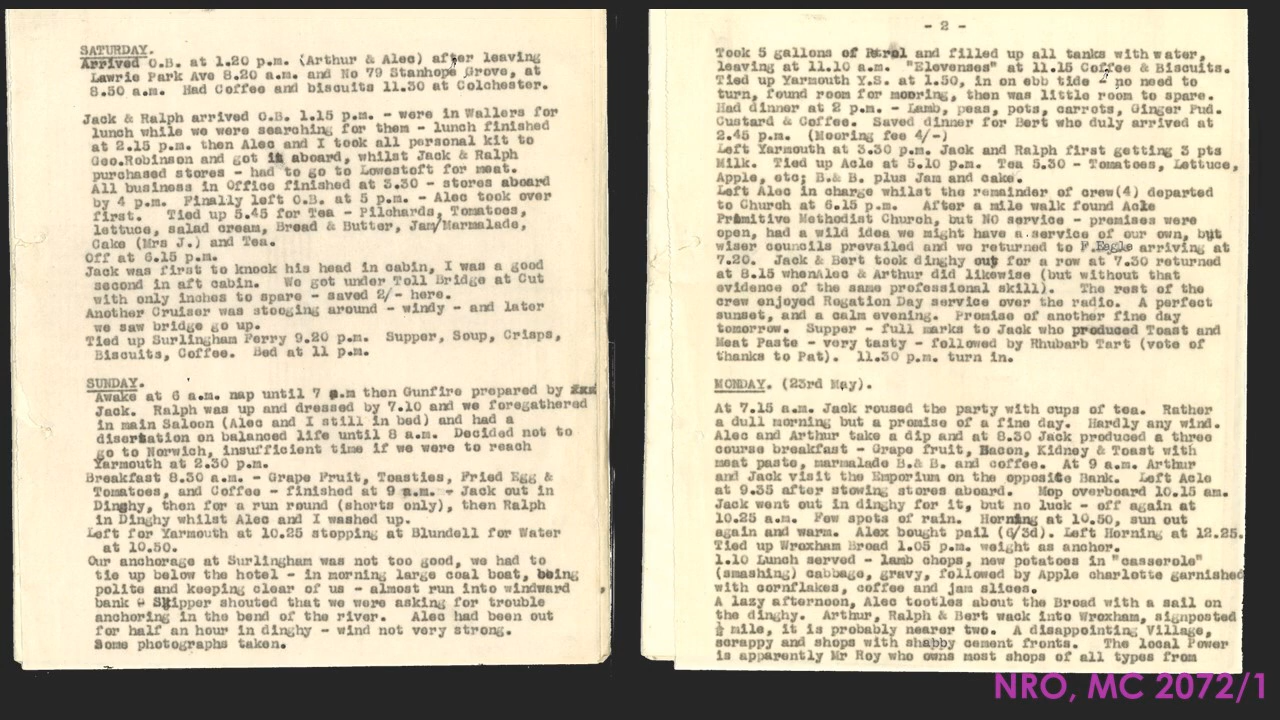 SATURDAY.
Arrived O.B. at 1.20 p.m. (Arthur & Alec) after leaving
Lawrie Park Ave 8.20 a.m. and No 79 Stanhope Grove, at
8.50 a.m. Had Coffee and biscuits 11.30 at Colchester.
Jack & Ralph arrived O.B. 1.15 p.m. - were in Wallers for
lunch while we were searching for them - lunch finished
at 2.15 p.m. then Alec and I took all personal kit to
Geo.Robinson and got it aboard, whilst Jack & Ralph
purchased stores - had to go to Lowestoft for meat.
All business in Office finished at 3.30 - stores aboard
by 4 p.m. Finally left O.B. at 5 p.m. - Alec took over
first. Tied up 5.45 for Tea - Pilchards, Tomatoes,
lettuce, salad cream, Bread & Butter, Jam/Marmalade,
Cake (Mrs J.) and Tea.
Off at 6.15 p.m.
Jack was first to knock his head in cabin, I was a good
second in aft cabin. We got under Toll Bridge at Cut
with only inches to spare - saved 2/- here.
Another Cruiser was stooging around - windy - and later
we saw bridge go up.
Tied up Surlingham Ferry 9.20 p.m. Supper, Soup, Crisps,
Biscuits, Coffee. Bed at 11 p.m.
SUNDAY.
Awake at 6 a.m. nap until 7 a.m then Gunfire prepared by
Jack. Ralph was up and dressed by 7.10 and we foregathered
in main Saloon (Alec and I still in bed) and had a
disertation on balanced life until 8 a.m. Decided not to
go to Norwich, insufficient time if we were to reach
Yarmouth at 2.30 p.m.
Breakfast 8.30 a.m. - Grape Fruit, Toasties, Fried Egg &
Tomatoes, and Coffee - finished at 9 a.m. - Jack out in
Dinghy, then for a run round (shorts only), then Ralph
in Dinghy whilst Alec and I washed up.
Left for Yarmouth at 10.25 stopping at Blundell for Water
at 10.50.
Our anchorage at Surlingham was not too good, we had to
tie up below the hotel - in morning large coal boat, being
polite and keeping clear of us - almost run into windward
bank - Skipper shouted that we were asking for trouble
anchoring in the bend of the river. Alec had been out
for half an hour in dinghy - wind not very strong.
Some photographs taken.
- 2 -
Took 5 gallons of Petrol and filled up all tanks with water,
leaving at 11.10 a.m. "Elevenses" at 11.15 Coffee & Biscuits.
Tied up Yarmouth Y.S. at 1.50, in on ebb tide - no need to
turn, found room for mooring, then was little room to spare.
Had dinner at 2 p.m. - Lamb, peas, pots, carrots, Ginger Pud.
Custard & Coffee. Saved dinner for Bert who duly arrived at
2.45 p.m. (Mooring fee 4/-)
Left Yarmouth at 3.30 p.m. Jack and Ralph first getting 3 pts
Milk. Tied up Acle at 5.10 p.m. Tea 5.30 - Tomatoes, Lettuce,
Apple, etc; B.& B. plus Jam and cake.
Left Alec in charge whilst the remainder of crew(4) departed
to Church at 6.15 p.m. After a mile walk found Acle
Primitive Methodist Church, but NO service - premises were
open, had a wild idea we might have a service of our own, but
wiser councils prevailed and we returned to F.Eagle arriving at
7.20. Jack & Bert took dinghy out for a row at 7.30 returned
at 8.15 whenAlec & Arthur did likewise (but without that
evidence of the same professional skill). The rest of the
crew enjoyed Rogation Day service over the radio. A perfect
sunset, and a calm evening. Promise of another fine day
tomorrow. Supper - full marks to Jack who produced Toast and
Meat Paste - very tasty - followed by Rhubarb Tart (vote of
thanks to Pat). 11.30 p.m. turn in.
MONDAY. (23rd May).
At 7.15 a.m. Jack roused the party with cups of tea. Rather
a dull morning but a promise of a fine day. Hardly any wind.
Alec and Arthur take a dip and at 8.30 Jack produced a three
course breakfast - Grape fruit, Bacon, Kidney & Toast with
meat paste, marmalade B.& B. and coffee. At 9 a.m. Arthur
and Jack visit the Emporium on the opposite Bank. Left Acle
at 9.35 after stowing stores aboard. Mop overboard 10.15 am.
Jack went out in dinghy for it, but no luck - off again at
10.25 a.m. Few spots of rain. Horning at 10.50, sun out
again and warm. Alex bought pail (6/3d). Left Horning at 12.25.
Tied up Wroxham Broad 1.05 p.m. weight as anchor.
1.10 Lunch served - lamb chops, new potatoes in "casserole"
(smashing) cabbage, gravy, followed by Apple charlotte garnished
with cornflakes, coffee and jam slices.
A lazy afternoon, Alec tootles about the Broad with a sail on
the dinghy. Arthur, Ralph & Bert wack into Wroxham, signposted
½ mile, it is probably nearer two. A disappointing Village,
scrappy and shops with shabby cement fronts. The local Power
is apparently Mr Roy who owns most shops of all types from
NRO, MC 2072/1